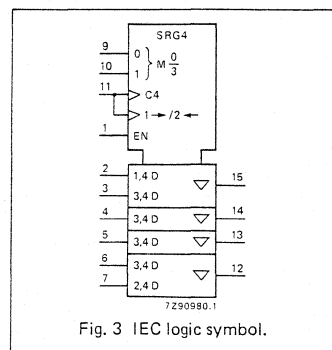 SRG4
9 0
10 1 } M 0/3
11 C4
1 → /2 ←
1 EN
2 1,4 D 15
3 3,4 D
4 3,4 D 14
5 3,4 D 13
6 3,4 D 12
7 2,4 D
7Z90980.1
Fig. 3 IEC logic symbol.